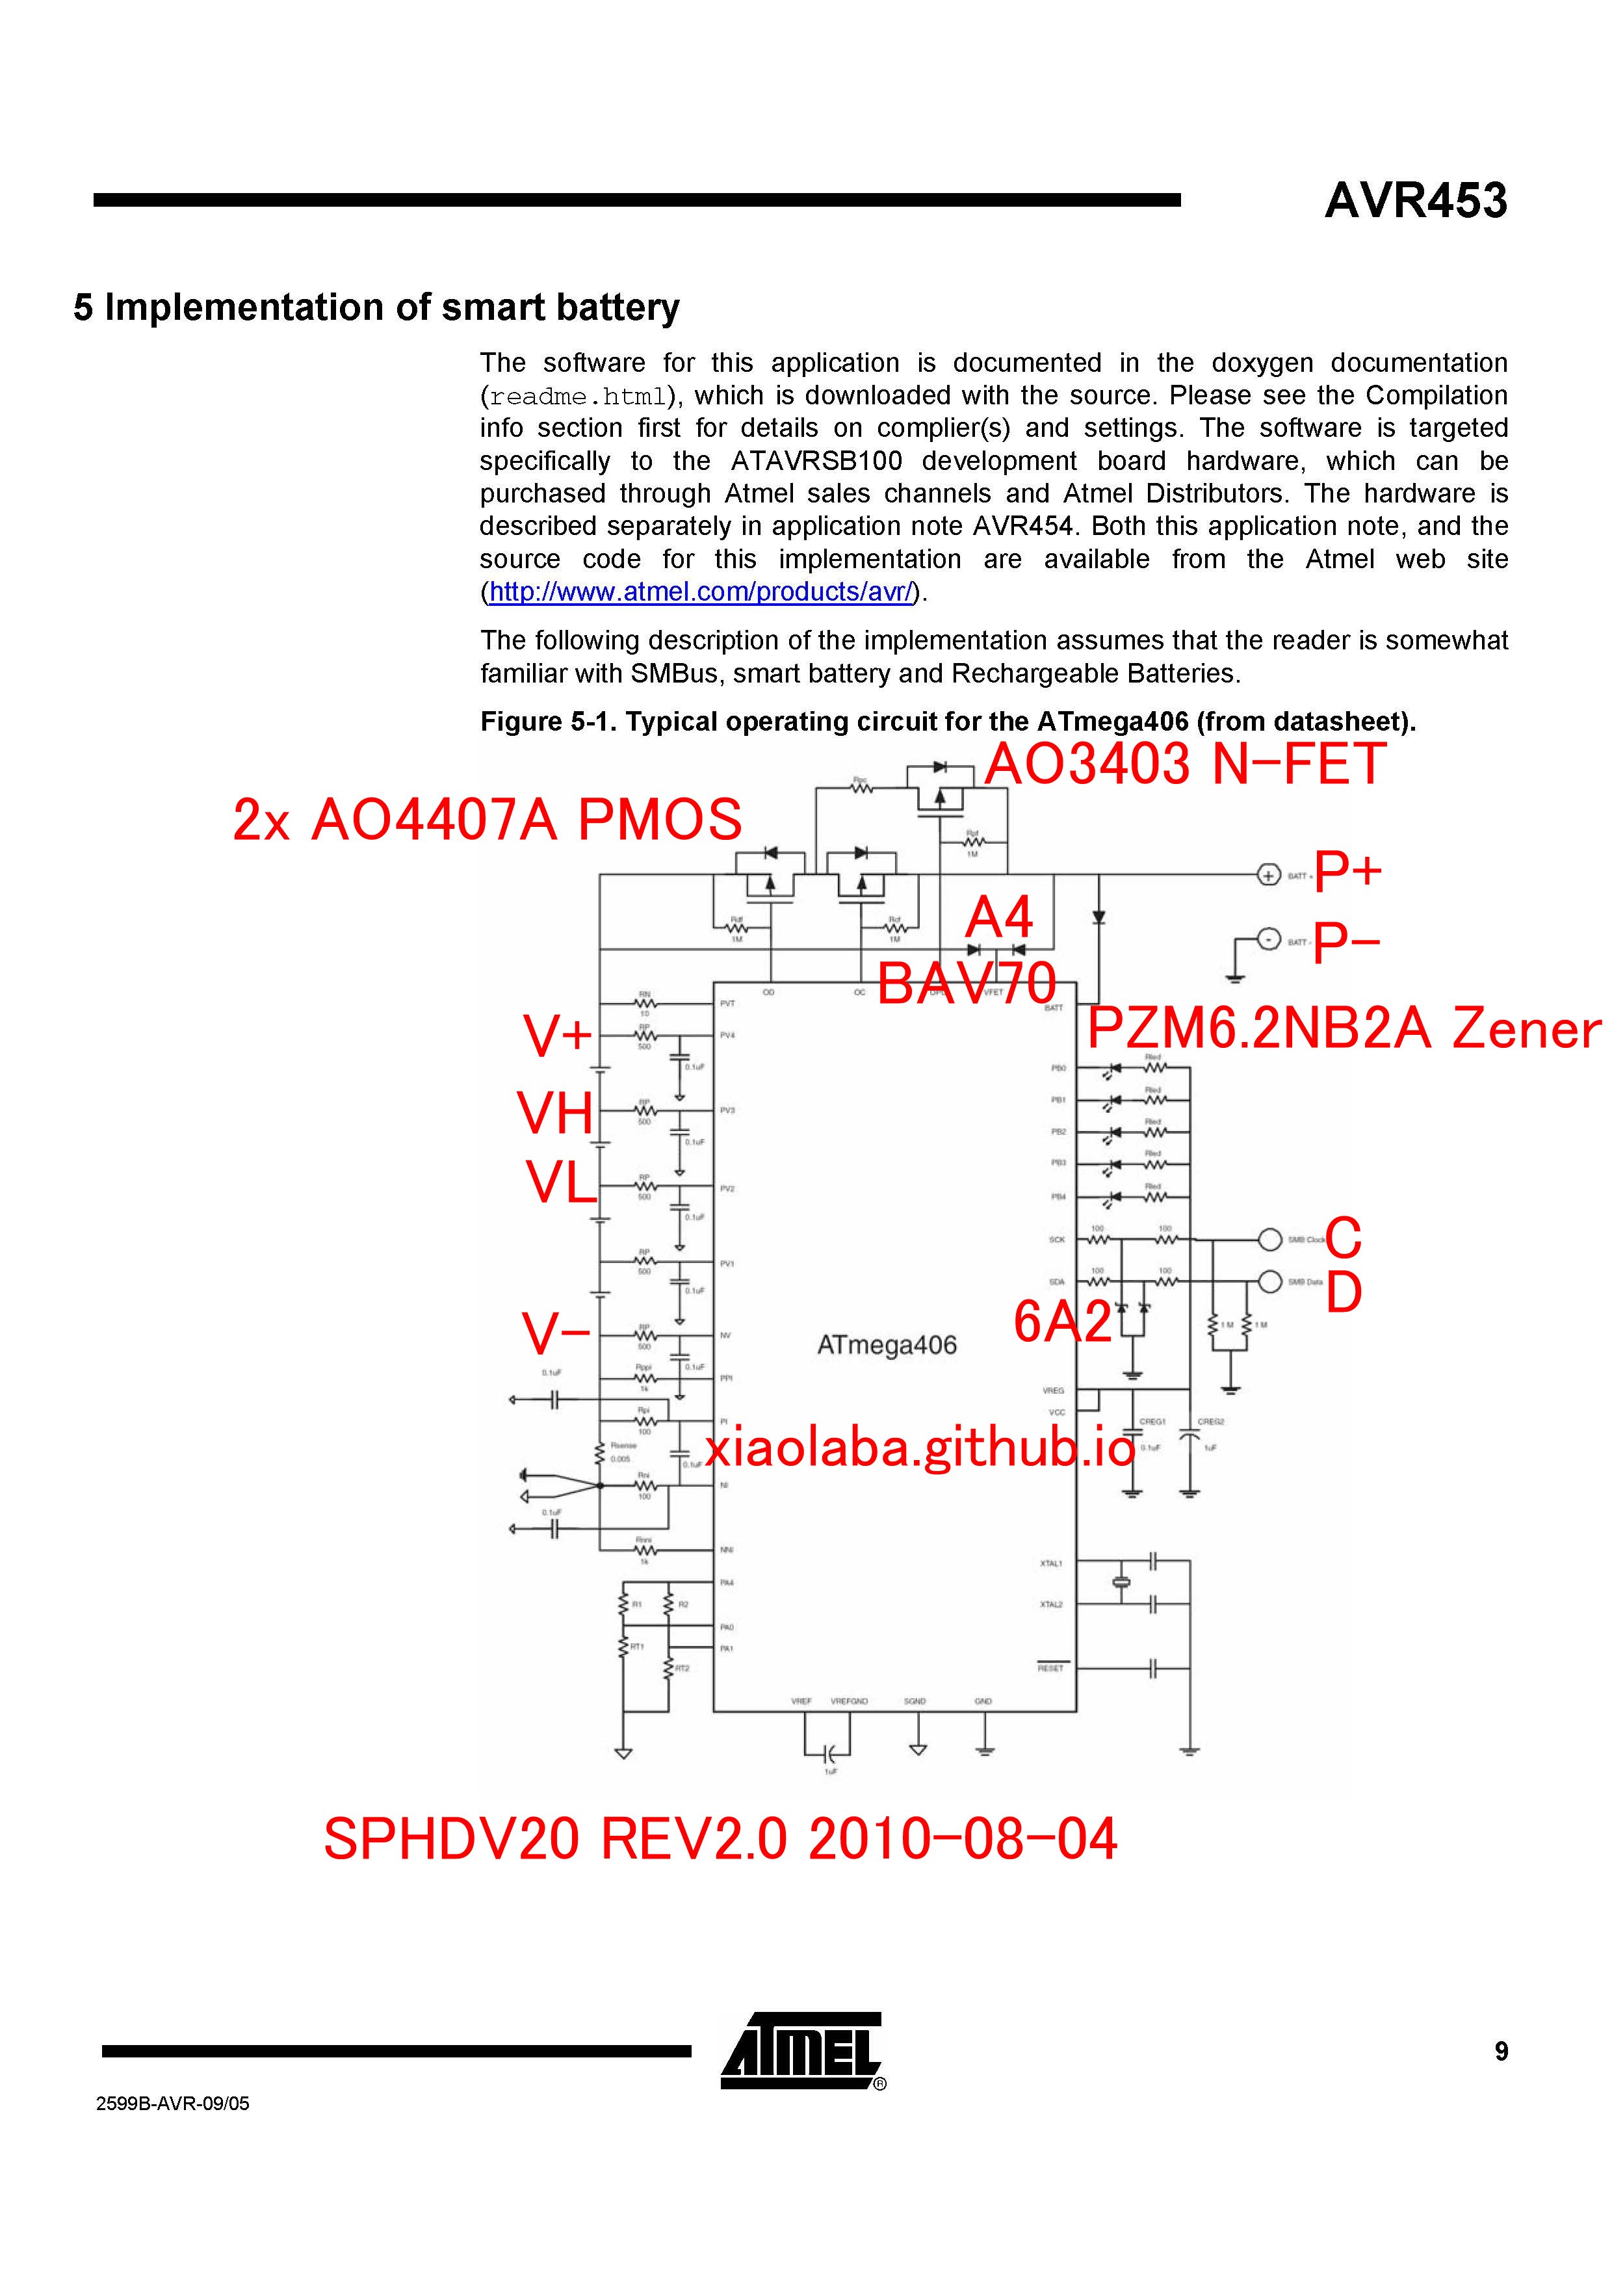 AVR453
5 Implementation of smart battery
The software for this application is documented in the doxygen documentation
(readme.html), which is downloaded with the source. Please see the Compilation
info section first for details on complier(s) and settings. The software is targeted
specifically to the ATAVRSB100 development board hardware, which can be
purchased through Atmel sales channels and Atmel Distributors. The hardware is
described separately in application note AVR454. Both this application note, and the
source code for this implementation are available from the Atmel web site
(http://www.atmel.com/products/avr/).
The following description of the implementation assumes that the reader is somewhat
familiar with SMBus, smart battery and Rechargeable Batteries.
Figure 5-1. Typical operating circuit for the ATmega406 (from datasheet).
AO3403 N-FET
Rpc
2x AO4407A PMOS
Rpf
1M
BATT +
P+
Rdf
1M
Rcf
1M
A4
BATT -
P-
OD
OC
BAV70
VFET
BATT
PZM6.2NB2A Zener
RN
10
PVT
V+
RP
500
PV4
0.1uF
VH
RP
500
PV3
0.1uF
VL
RP
500
PV2
0.1uF
RP
500
PV1
0.1uF
V-
RP
500
NV
0.1uF
Rppi
1k
PPI
0.1uF
Rpi
100
PI
Rsense
0.005
0.1uF
Rni
100
NI
0.1uF
Rnni
1k
NNI
PA4
R1
R2
PA0
RT1
PA1
RT2
PB0
Rled
PB1
Rled
PB2
Rled
PB3
Rled
PB4
Rled
SCK
100
100
SMB Clock
C
SDA
100
100
SMB Data
D
6A2
1M
1M
ATmega406
VREG
VCC
CREG1
0.1uF
CREG2
1uF
xiaolaba.github.io
XTAL1
XTAL2
RESET
VREF
VREFGND
SGND
GND
1uF
SPHDV20 REV2.0 2010-08-04
ATMEL
®
9
2599B-AVR-09/05